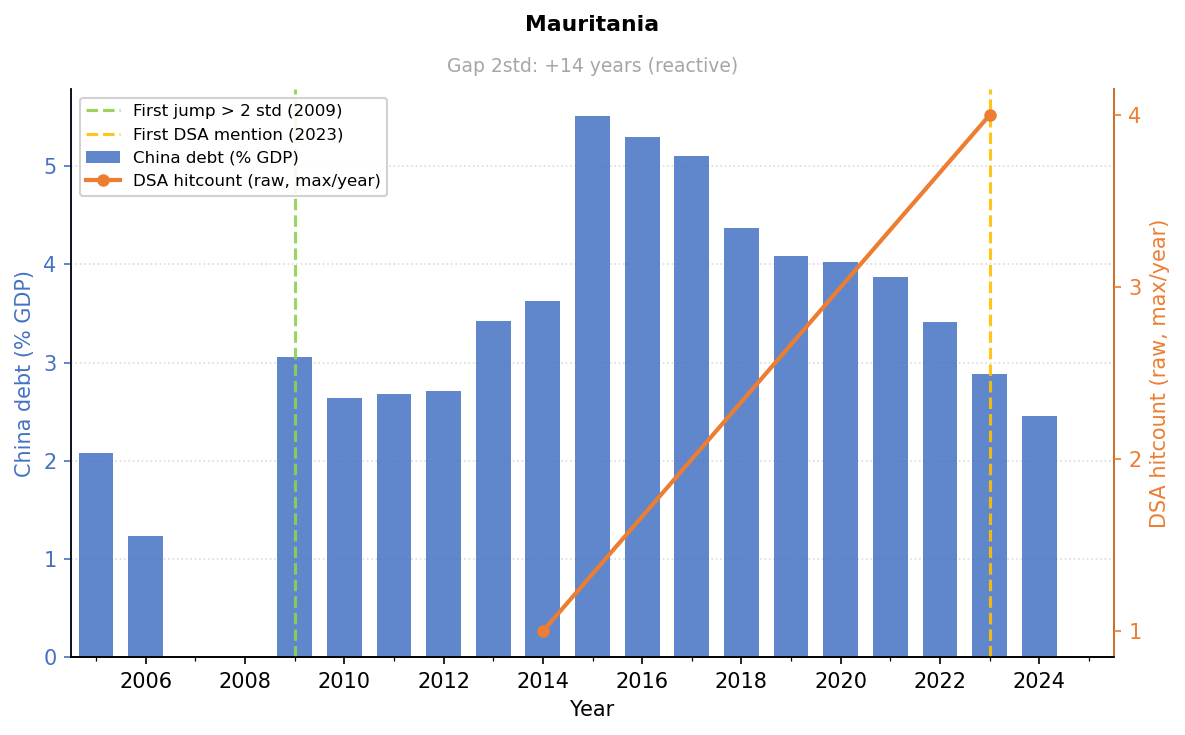 Mauritania
Gap 2std: +14 years (reactive)
First jump > 2 std (2009)
First DSA mention (2023)
China debt (% GDP)
DSA hitcount (raw, max/year)
China debt (% GDP)
5
4
3
2
1
0
DSA hitcount (raw, max/year)
4
3
2
1
2006 2008 2010 2012 2014 2016 2018 2020 2022 2024
Year